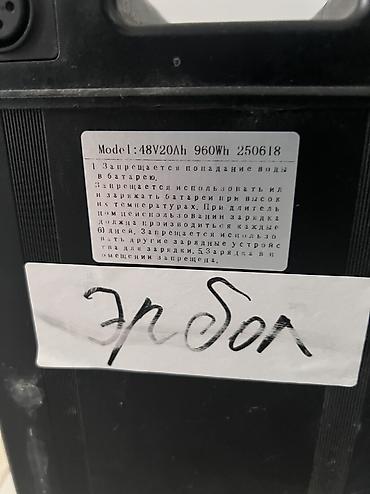 Model:48V20Ah 960Wh 250618
1 Запрещается попадание воды
в батарею.
Запрещается использовать ил
и заряжать батареи при высок
их температурах. При длитель
ном неиспользовании зарядка
должна производиться каждые
60 дней. Запрещается использо
вать другие зарядные устройс
тва для зарядки. 5.Зарядка в п
омещении запрещена.
эрбол